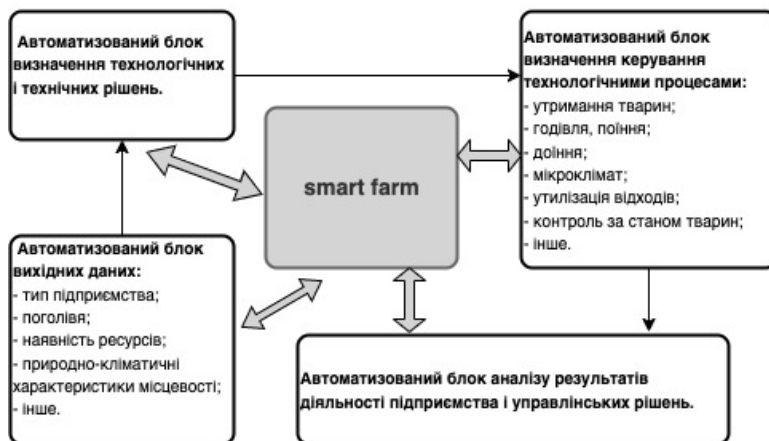 Автоматизований блок
визначення технологічних
і технічних рішень.
Автоматизований блок
визначення керування
технологічними процесами:
- утримання тварин;
- годівля, поїння;
- доїння;
- мікроклімат;
- утилізація відходів;
- контроль за станом тварин;
- інше.
smart farm
Автоматизований блок
вихідних даних:
- тип підприємства;
- поголівя;
- наявність ресурсів;
- природно-кліматичні
характеристики місцевості;
- інше.
Автоматизований блок аналізу результатів
діяльності підприємства і управлінських рішень.